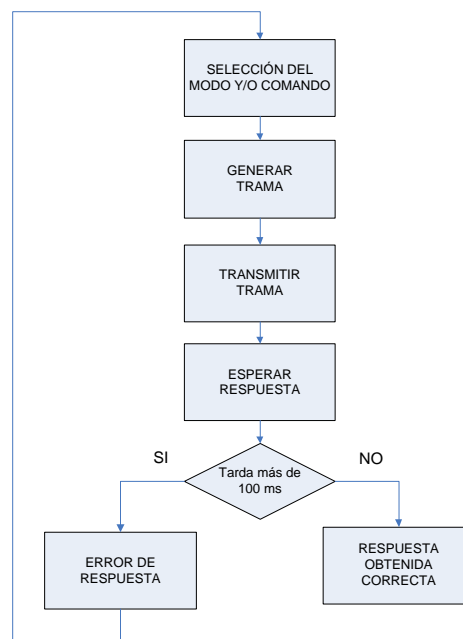 SELECCIÓN DEL
MODO Y/O COMANDO
GENERAR
TRAMA
TRANSMITIR
TRAMA
ESPERAR
RESPUESTA
SI
Tarda más de
100 ms
NO
ERROR DE
RESPUESTA
RESPUESTA
OBTENIDA
CORRECTA